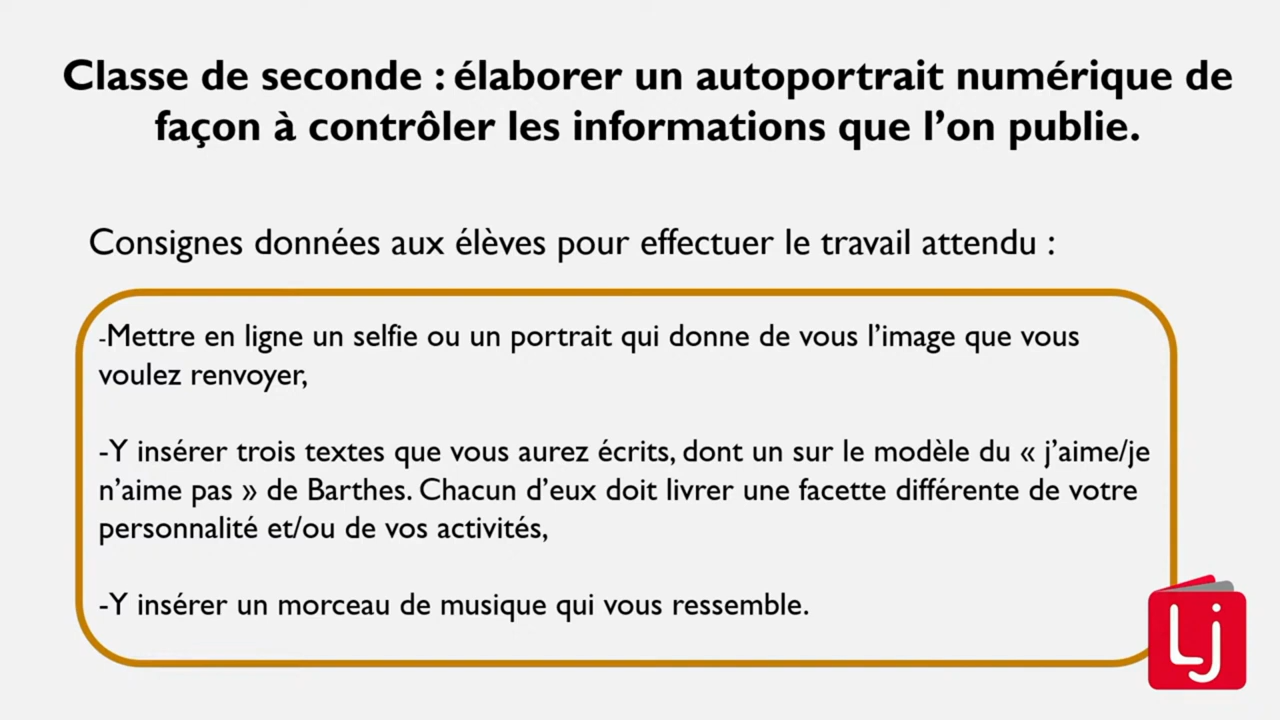 Classe de seconde : élaborer un autoportrait numérique de
façon à contrôler les informations que l’on publie.
Consignes données aux élèves pour effectuer le travail attendu :
-Mettre en ligne un selfie ou un portrait qui donne de vous l’image que vous
voulez renvoyer,
-Y insérer trois textes que vous aurez écrits, dont un sur le modèle du « j’aime/je
n’aime pas » de Barthes. Chacun d’eux doit livrer une facette différente de votre
personnalité et/ou de vos activités,
-Y insérer un morceau de musique qui vous ressemble.
Lj